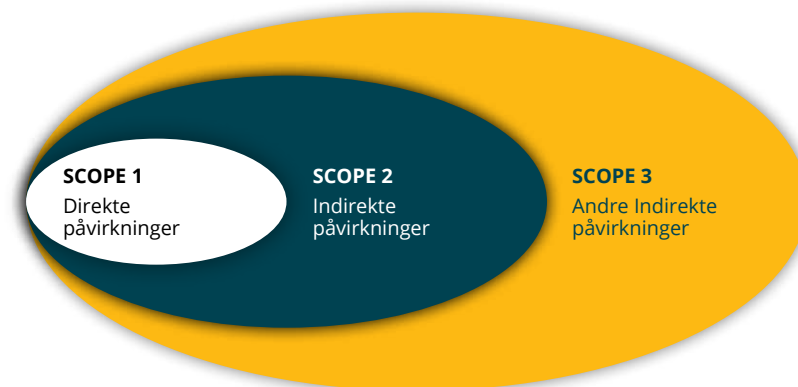 SCOPE 1
Direkte
påvirkninger
SCOPE 2
Indirekte
påvirkninger
SCOPE 3
Andre Indirekte
påvirkninger